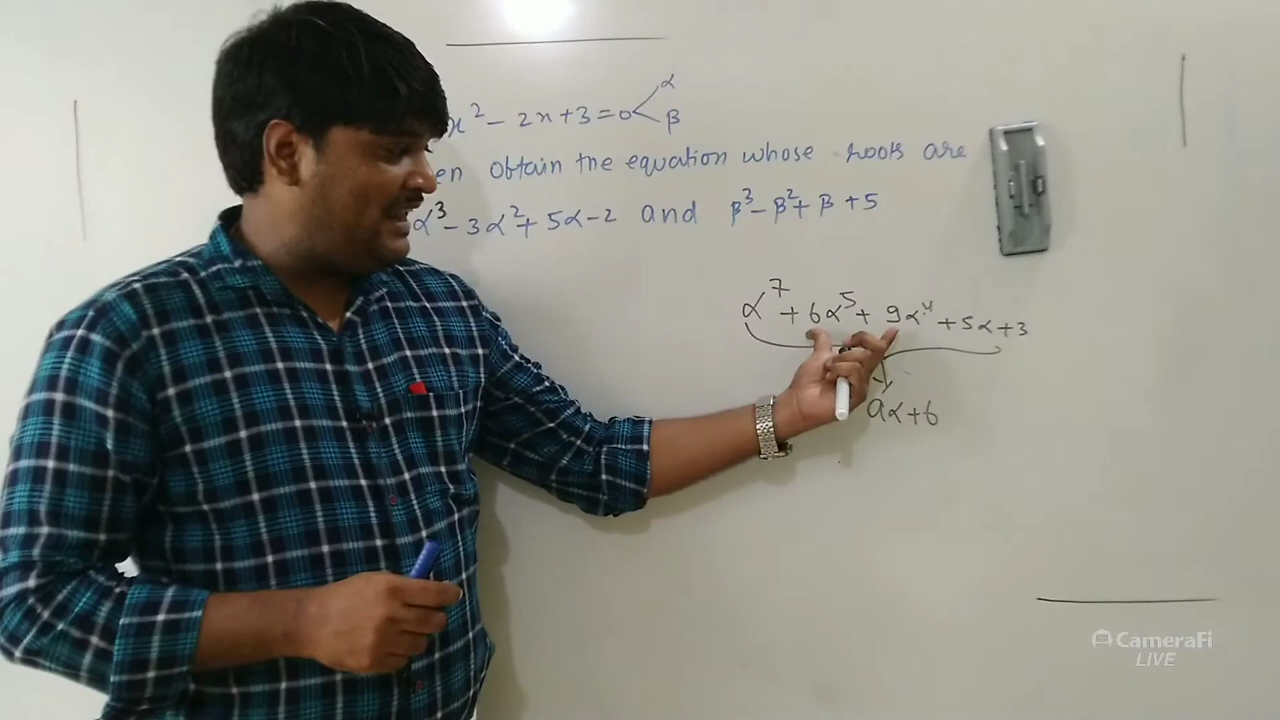 x² - 2x + 3 = 0 < α
β
en obtain the equation whose roots are
α³ - 3α² + 5α - 2 and β³ - β² + β + 5
α⁷ + 6α⁵ + 9α⁴ + 5α + 3
aα + b
CameraFi
LIVE